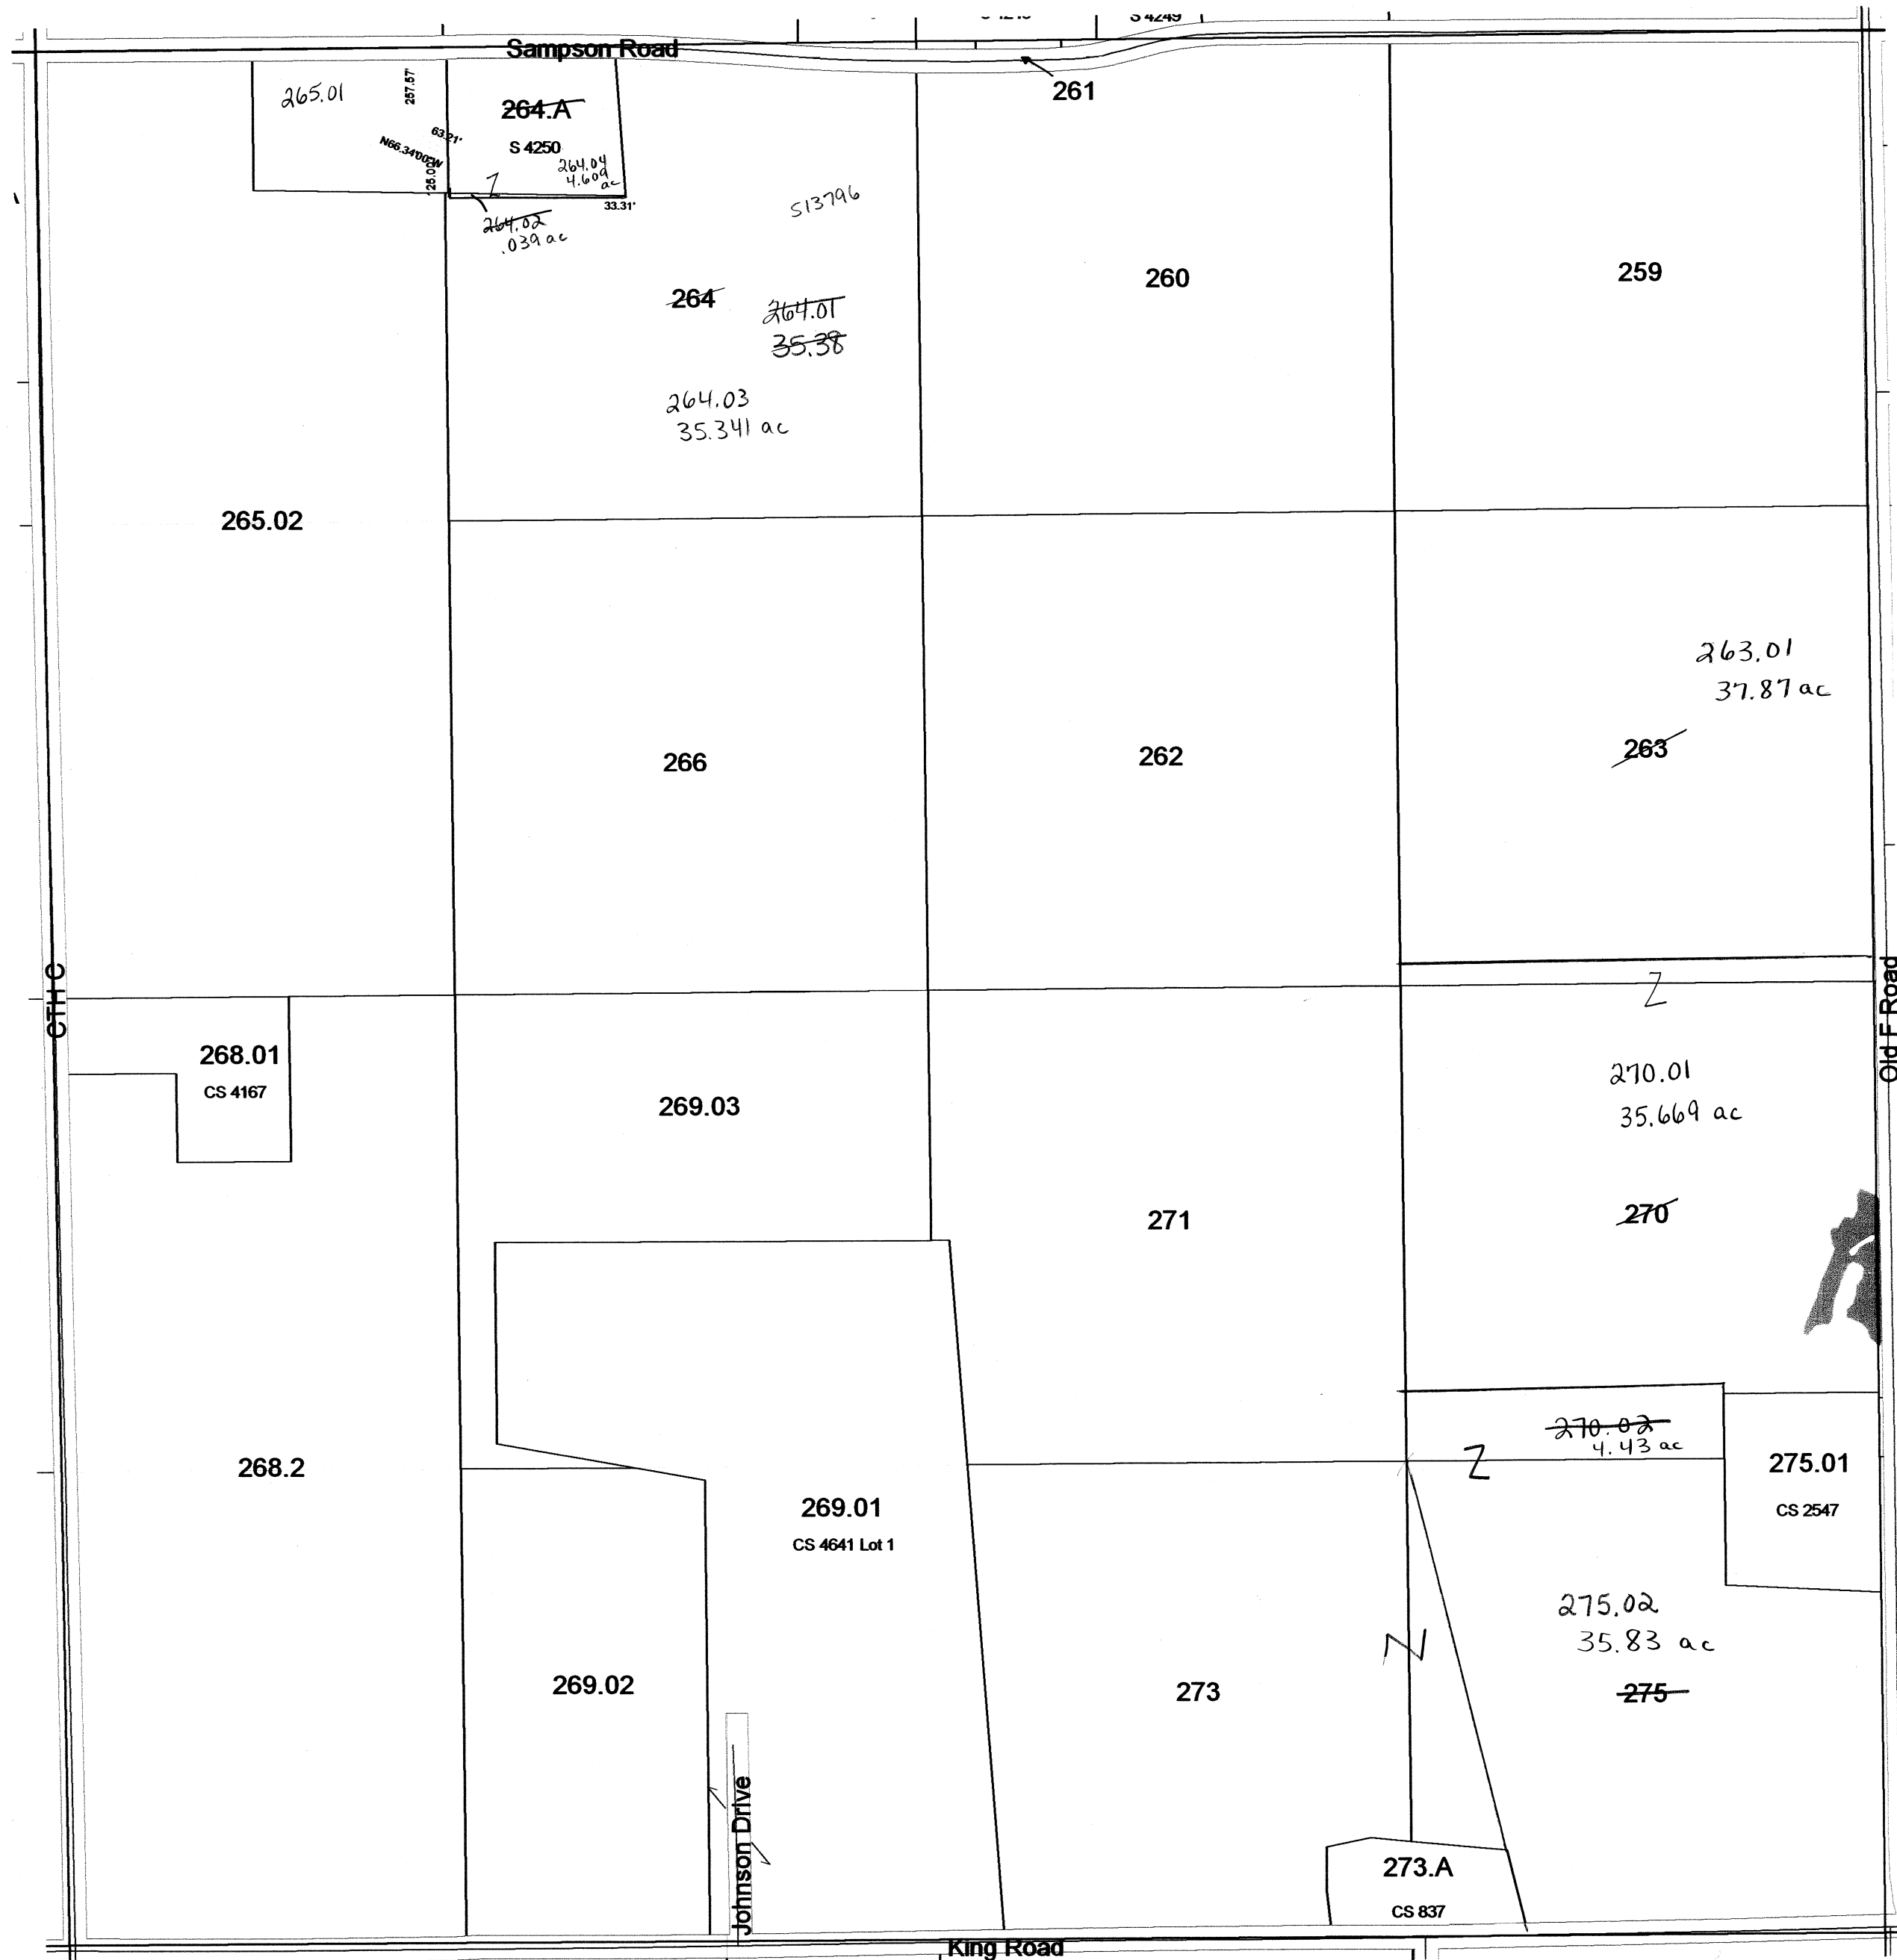 S 4249
Sampson Road
261
265.01
257.57'
63.21'
N66.34'00"W
125.00'
264.A
S 4250
264.04
4.609
ac
Z
33.31'
264.02
.039 ac
S13796
264
264.01
35.38
264.03
35.341 ac
260
259
265.02
266
262
263.01
37.87 ac
263
CTH C
Old F Road
Z
268.01
CS 4167
269.03
270.01
35.669 ac
271
270
270.02
4.43 ac
Z
275.01
CS 2547
268.2
269.01
CS 4641 Lot 1
275.02
35.83 ac
275
Z
269.02
273
Johnson Drive
273.A
CS 837
King Road